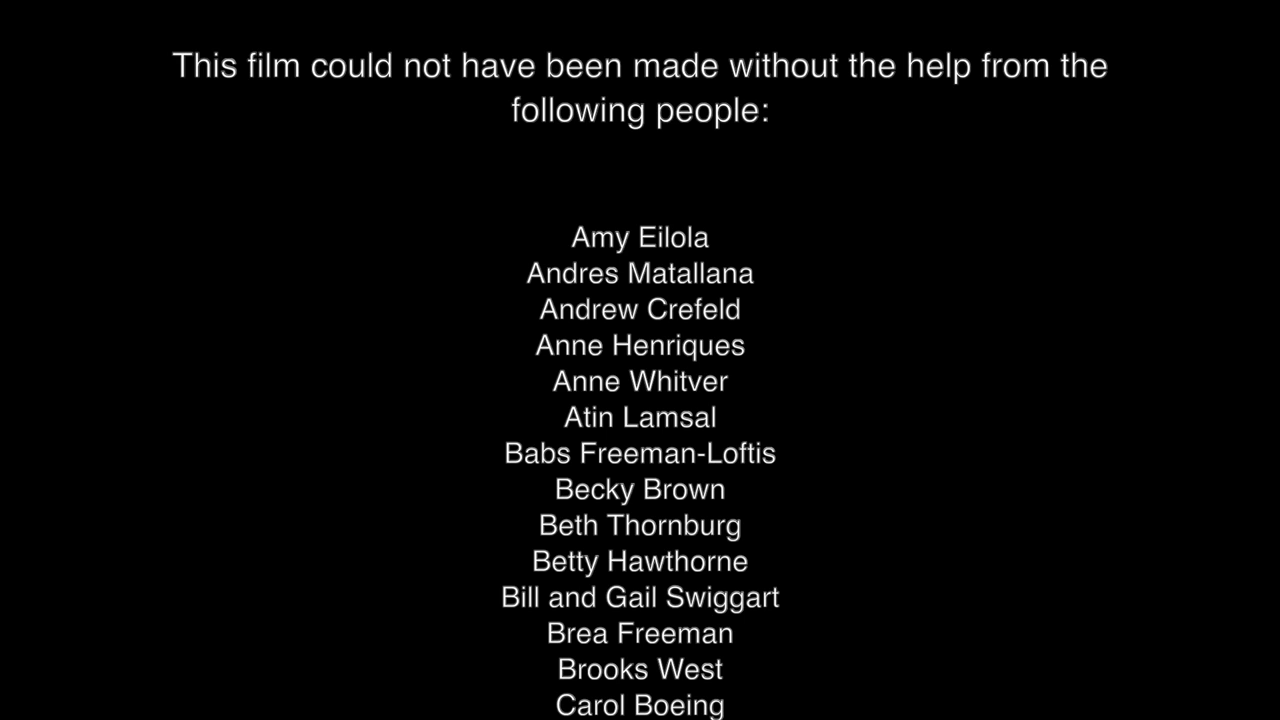 This film could not have been made without the help from the
following people:
Amy Eilola
Andres Matallana
Andrew Crefeld
Anne Henriques
Anne Whitver
Atin Lamsal
Babs Freeman-Loftis
Becky Brown
Beth Thornburg
Betty Hawthorne
Bill and Gail Swiggart
Brea Freeman
Brooks West
Carol Boeing